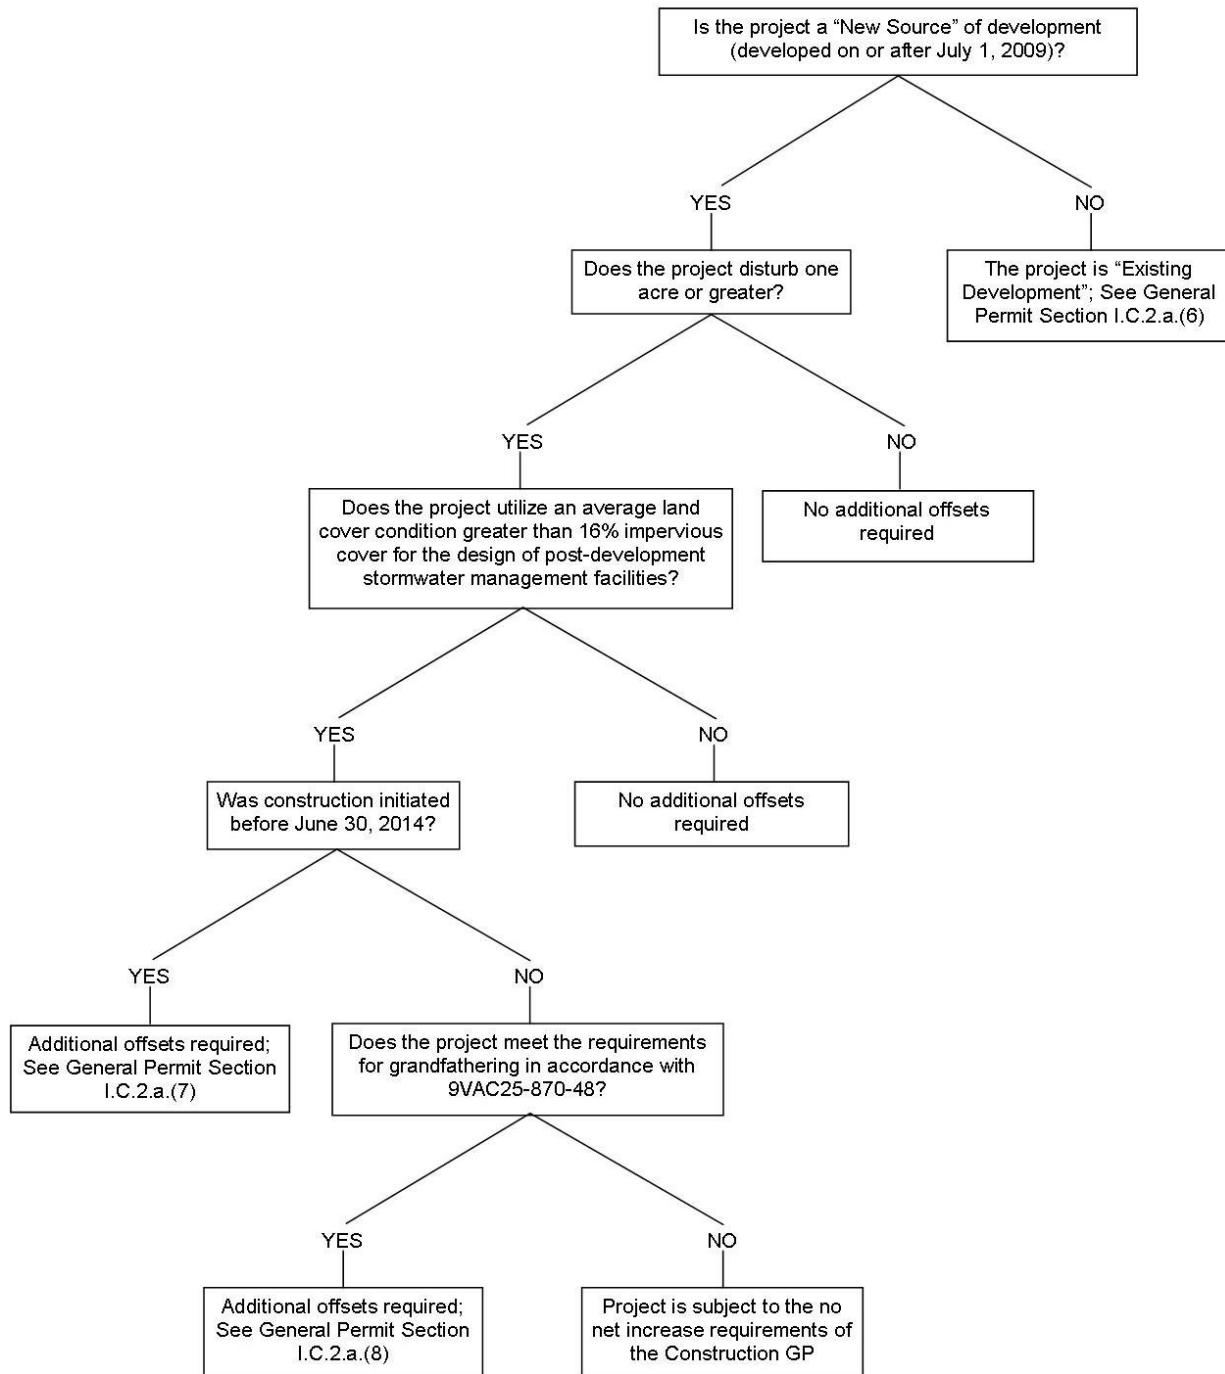 Is the project a “New Source” of development
(developed on or after July 1, 2009)?
YES
NO
Does the project disturb one
acre or greater?
The project is “Existing
Development”; See General
Permit Section I.C.2.a.(6)
YES
NO
Does the project utilize an average land
cover condition greater than 16% impervious
cover for the design of post-development
stormwater management facilities?
No additional offsets
required
YES
NO
Was construction initiated
before June 30, 2014?
No additional offsets
required
YES
NO
Additional offsets required;
See General Permit Section
I.C.2.a.(7)
Does the project meet the requirements
for grandfathering in accordance with
9VAC25-870-48?
YES
NO
Additional offsets required;
See General Permit Section
I.C.2.a.(8)
Project is subject to the no
net increase requirements of
the Construction GP